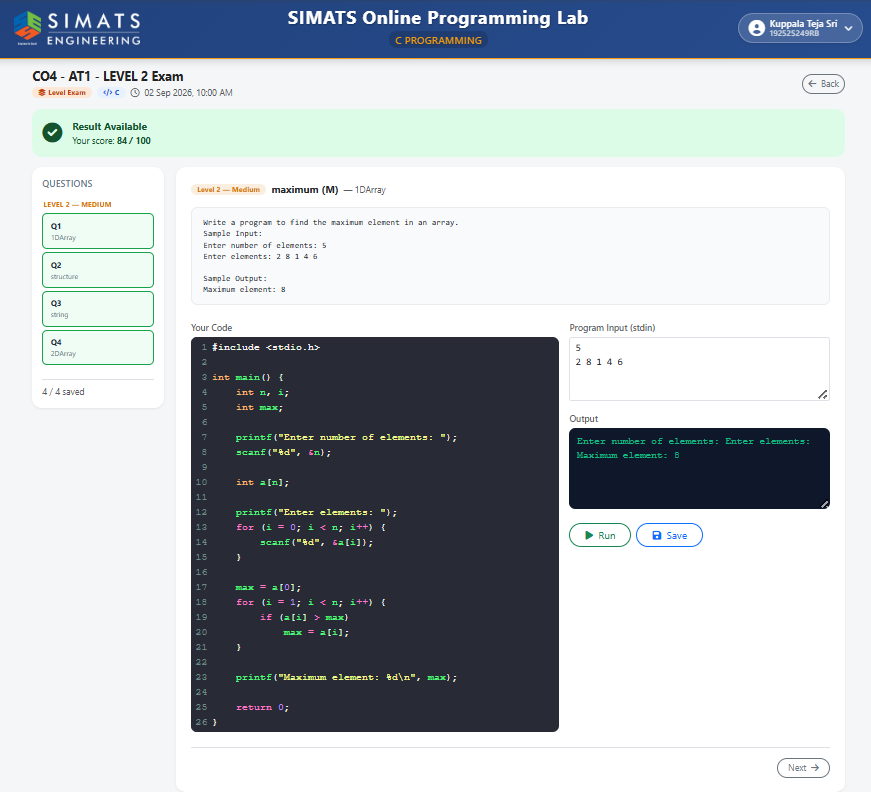 SIMATS
ENGINEERING
SIMATS Online Programming Lab
C PROGRAMMING
Kuppala Teja Sri
192525249RB
CO4 - AT1 - LEVEL 2 Exam
Level Exam
</> C
02 Sep 2026, 10:00 AM
← Back
Result Available
Your score: 84 / 100
QUESTIONS
LEVEL 2 — MEDIUM
Q1
1DArray
Q2
structure
Q3
string
Q4
2DArray
4 / 4 saved
Level 2 — Medium maximum (M) — 1DArray
Write a program to find the maximum element in an array.
Sample Input:
Enter number of elements: 5
Enter elements: 2 8 1 4 6
Sample Output:
Maximum element: 8
Your Code
1 #include <stdio.h>
2
3 int main() {
4     int n, i;
5     int max;
6
7     printf("Enter number of elements: ");
8     scanf("%d", &n);
9
10     int a[n];
11
12     printf("Enter elements: ");
13     for (i = 0; i < n; i++) {
14         scanf("%d", &a[i]);
15     }
16
17     max = a[0];
18     for (i = 1; i < n; i++) {
19         if (a[i] > max)
20             max = a[i];
21     }
22
23     printf("Maximum element: %d\n", max);
24
25     return 0;
26 }
Program Input (stdin)
5
2 8 1 4 6
Output
Enter number of elements: Enter elements:
Maximum element: 8
Run
Save
Next →